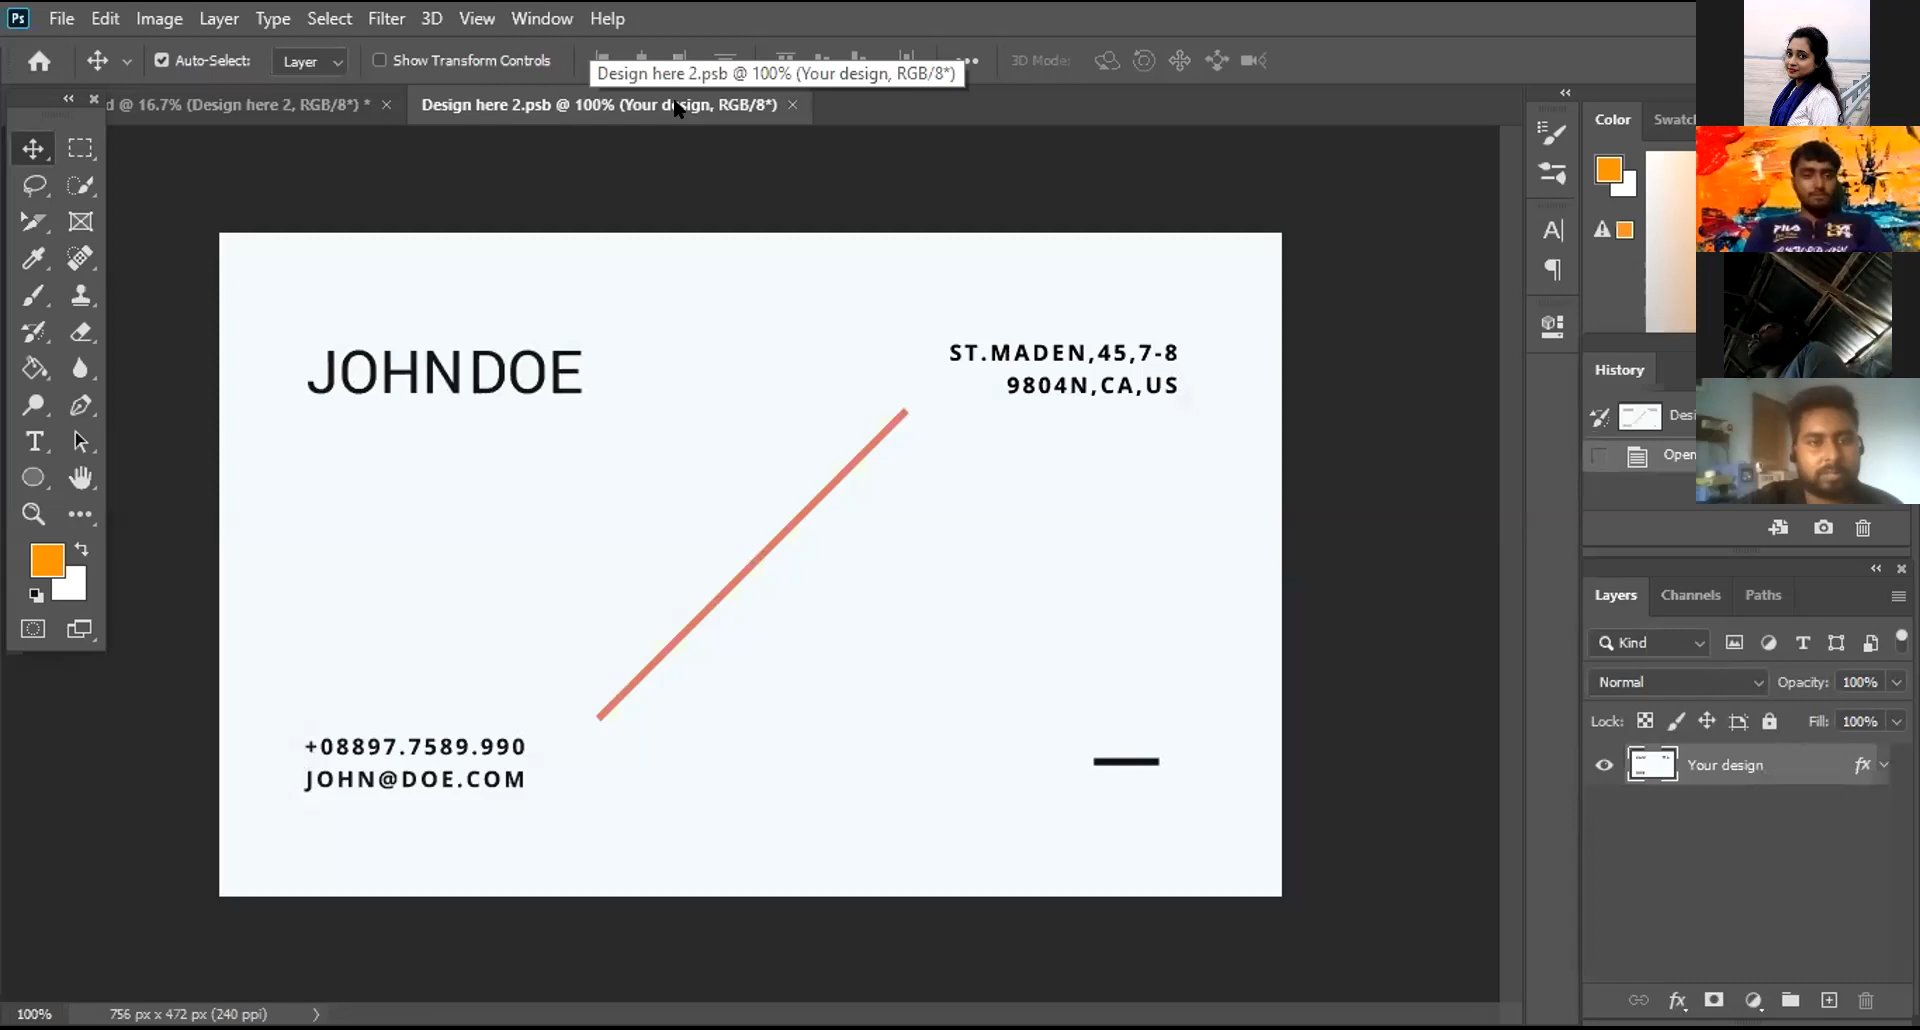 Ps File Edit Image Layer Type Select Filter 3D View Window Help
Auto-Select: Layer Show Transform Controls 3D Mode:
Design here 2.psb @ 100% (Your design, RGB/8*)
d @ 16.7% (Design here 2, RGB/8*) * Design here 2.psb @ 100% (Your design, RGB/8*)
Color
JOHN DOE
ST.MADEN,45,7-8
9804N,CA,US
+08897.7589.990
JOHN@DOE.COM
History
Desi
Open
Layers Channels Paths
Kind
Normal Opacity: 100%
Lock: Fill: 100%
Your design fx
100% 756 px x 472 px (240 ppi)